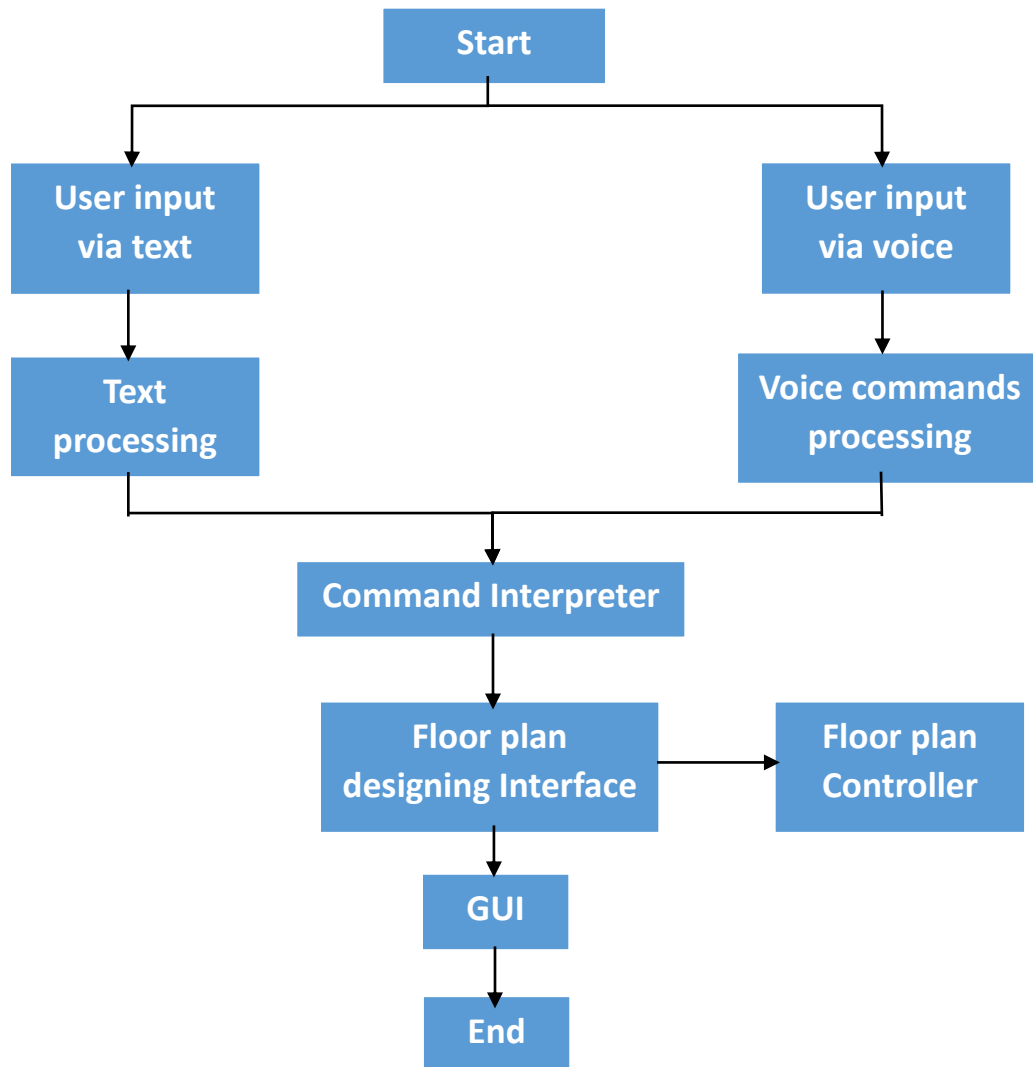 Start
User input
via text
User input
via voice
Text
processing
Voice commands
processing
Command Interpreter
Floor plan
designing Interface
Floor plan
Controller
GUI
End